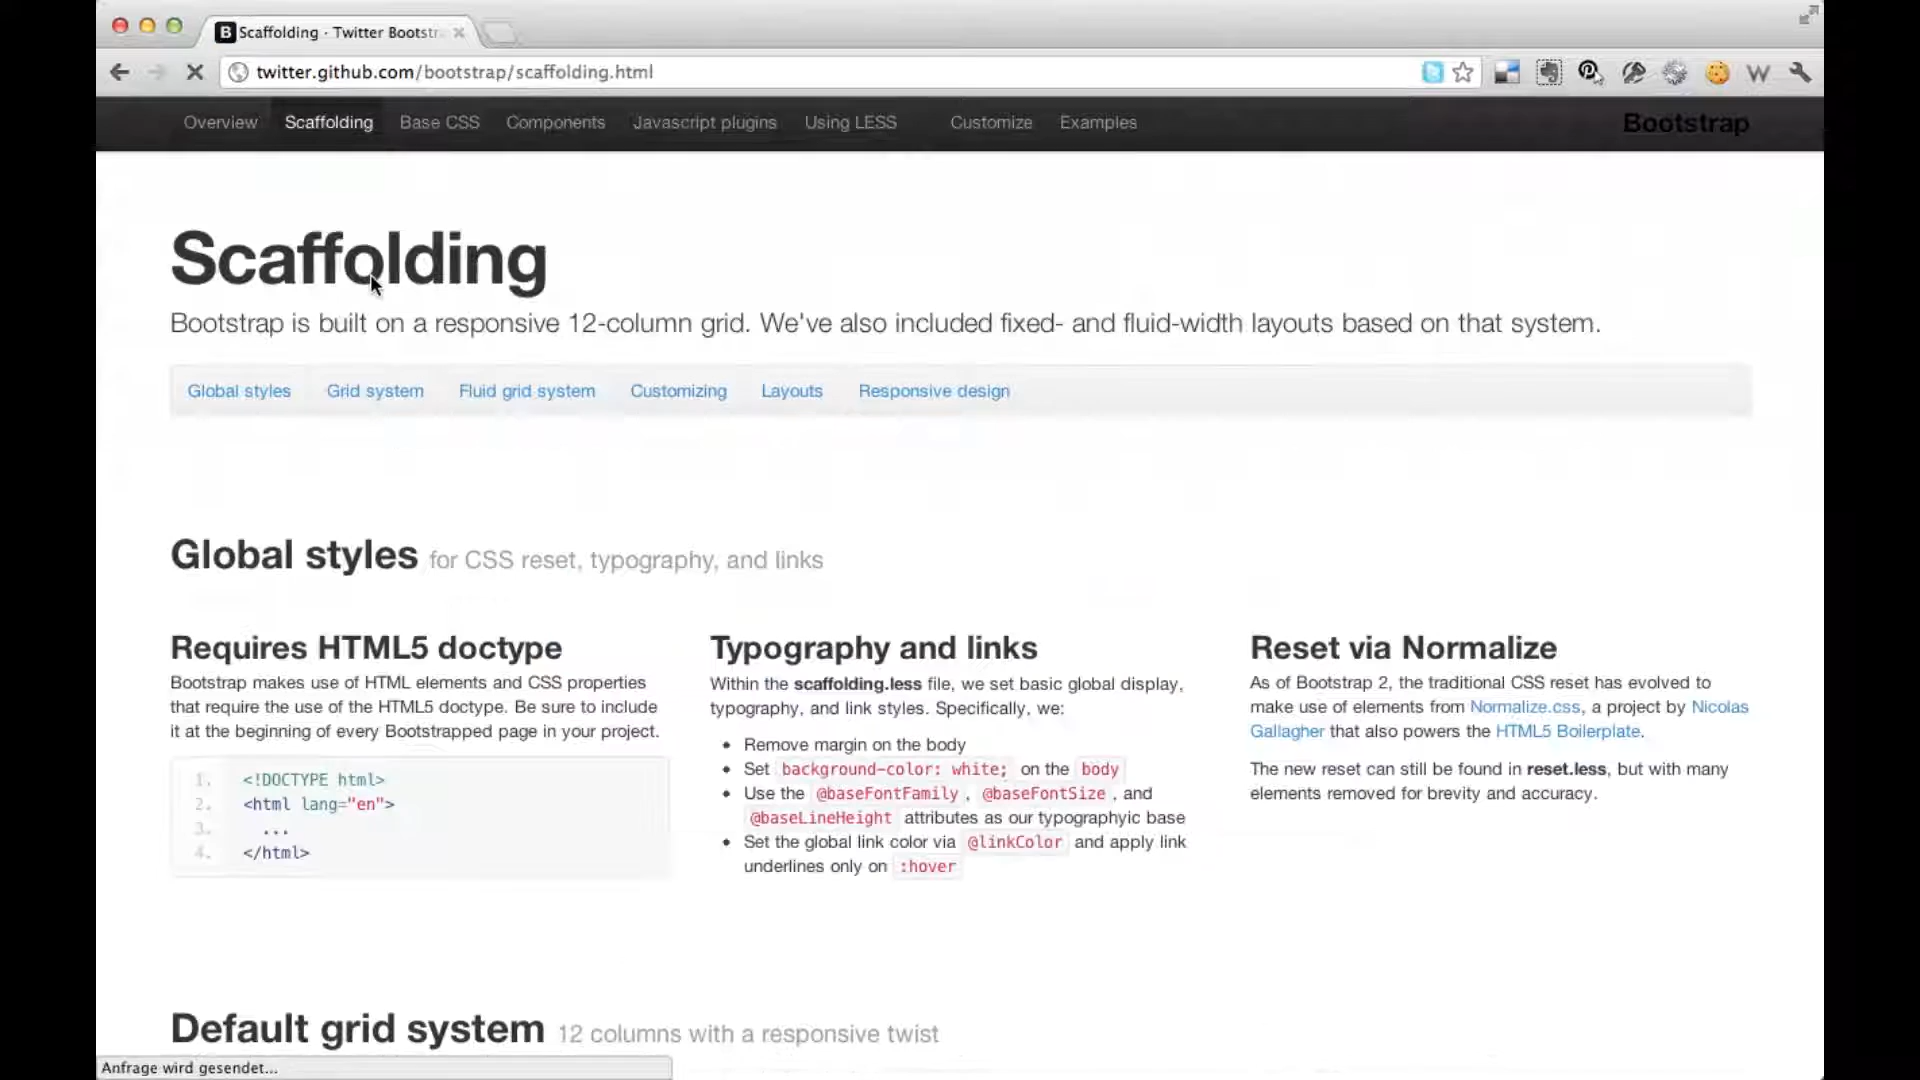 Scaffolding · Twitter Bootstr
twitter.github.com/bootstrap/scaffolding.html
Overview Scaffolding Base CSS Components Javascript plugins Using LESS Customize Examples Bootstrap
Scaffolding
Bootstrap is built on a responsive 12-column grid. We've also included fixed- and fluid-width layouts based on that system.
Global styles Grid system Fluid grid system Customizing Layouts Responsive design
Global styles for CSS reset, typography, and links
Requires HTML5 doctype
Bootstrap makes use of HTML elements and CSS properties
that require the use of the HTML5 doctype. Be sure to include
it at the beginning of every Bootstrapped page in your project.
1. <!DOCTYPE html>
2. <html lang="en">
3. ...
4. </html>
Typography and links
Within the scaffolding.less file, we set basic global display,
typography, and link styles. Specifically, we:
• Remove margin on the body
• Set background-color: white; on the body
• Use the @baseFontFamily, @baseFontSize, and
@baseLineHeight attributes as our typographyic base
• Set the global link color via @linkColor and apply link
underlines only on :hover
Reset via Normalize
As of Bootstrap 2, the traditional CSS reset has evolved to
make use of elements from Normalize.css, a project by Nicolas
Gallagher that also powers the HTML5 Boilerplate.
The new reset can still be found in reset.less, but with many
elements removed for brevity and accuracy.
Default grid system 12 columns with a responsive twist
Anfrage wird gesendet...